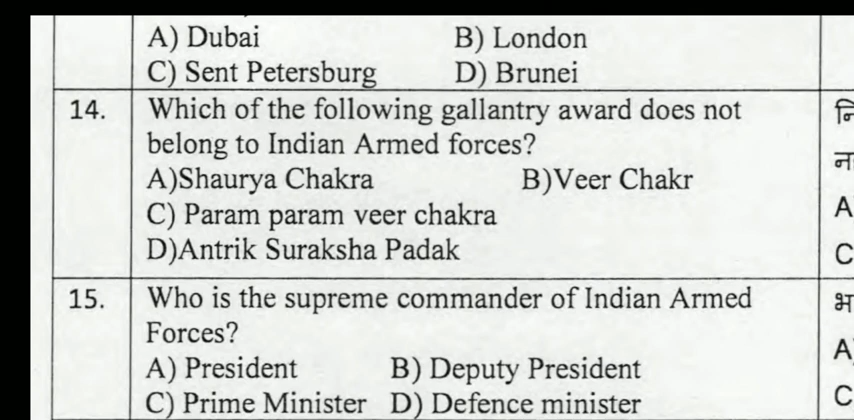 A) Dubai B) London
C) Sent Petersburg D) Brunei
14. Which of the following gallantry award does not
belong to Indian Armed forces?
A)Shaurya Chakra B)Veer Chakr
C) Param param veer chakra
D)Antrik Suraksha Padak
A
C
15. Who is the supreme commander of Indian Armed
Forces?
A) President B) Deputy President
C) Prime Minister D) Defence minister
A)
C